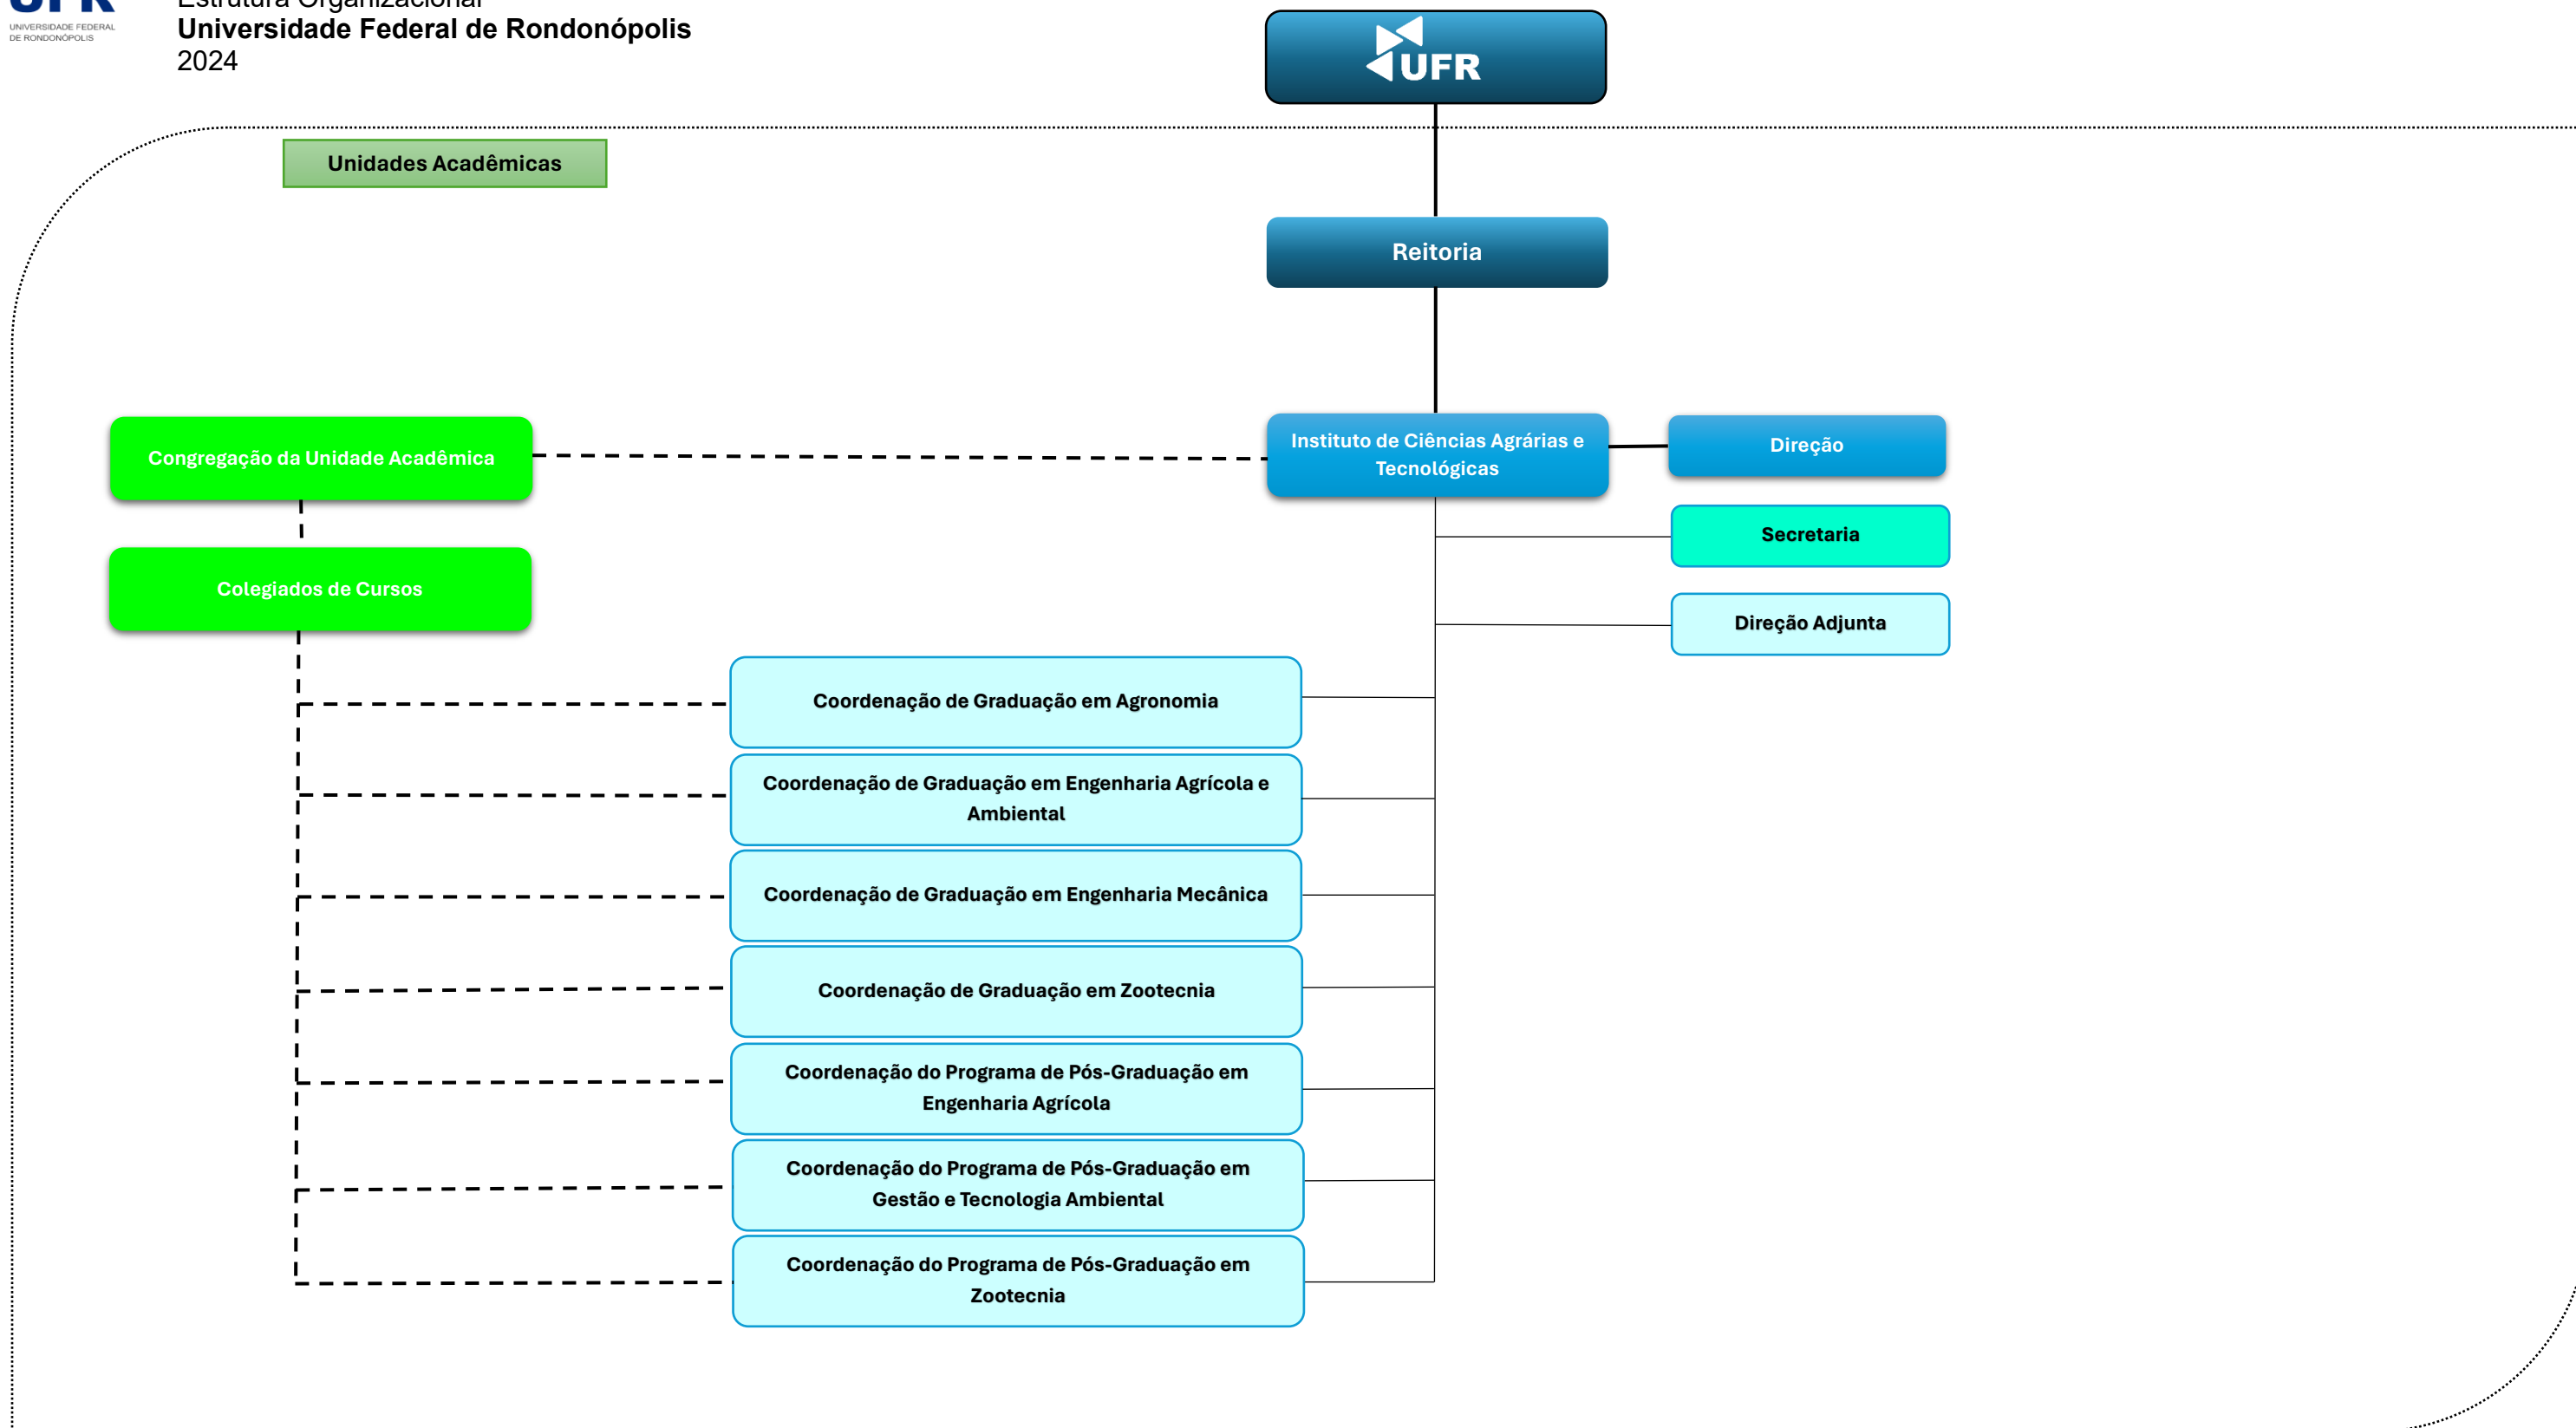 UFR
UNIVERSIDADE FEDERAL
DE RONDONÓPOLIS
Estrutura Organizacional
Universidade Federal de Rondonópolis
2024
UFR
Unidades Acadêmicas
Reitoria
Congregação da Unidade Acadêmica
Instituto de Ciências Agrárias e
Tecnológicas
Direção
Secretaria
Colegiados de Cursos
Direção Adjunta
Coordenação de Graduação em Agronomia
Coordenação de Graduação em Engenharia Agrícola e
Ambiental
Coordenação de Graduação em Engenharia Mecânica
Coordenação de Graduação em Zootecnia
Coordenação do Programa de Pós-Graduação em
Engenharia Agrícola
Coordenação do Programa de Pós-Graduação em
Gestão e Tecnologia Ambiental
Coordenação do Programa de Pós-Graduação em
Zootecnia